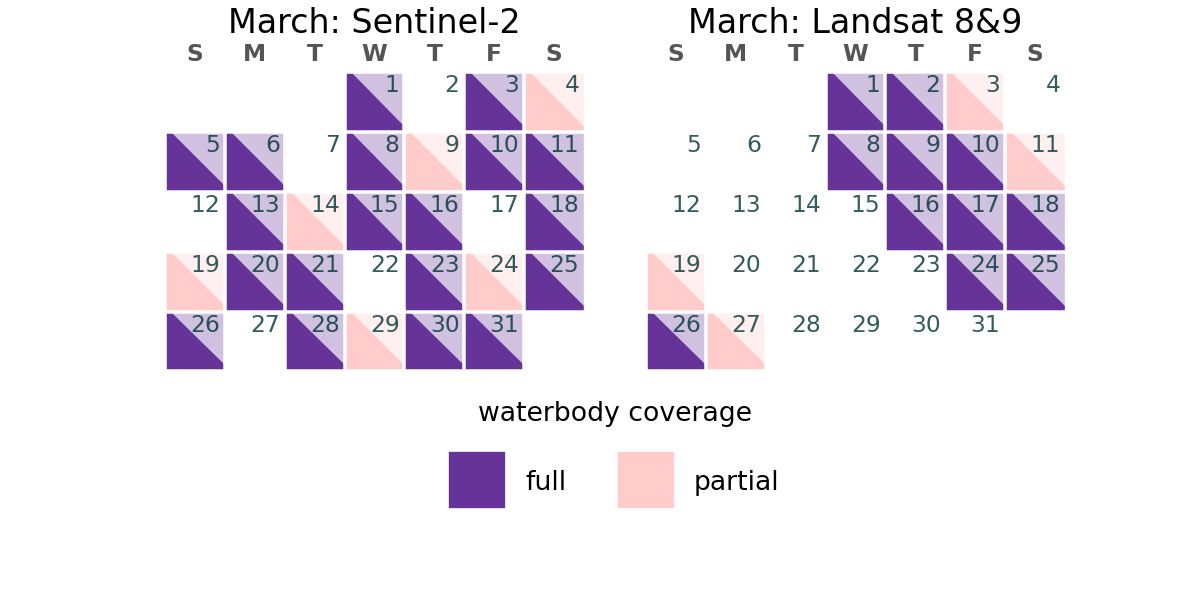 March: Sentinel-2
S M T W T F S
1 2 3 4
5 6 7 8 9 10 11
12 13 14 15 16 17 18
19 20 21 22 23 24 25
26 27 28 29 30 31
March: Landsat 8&9
S M T W T F S
1 2 3 4
5 6 7 8 9 10 11
12 13 14 15 16 17 18
19 20 21 22 23 24 25
26 27 28 29 30 31
waterbody coverage
full partial